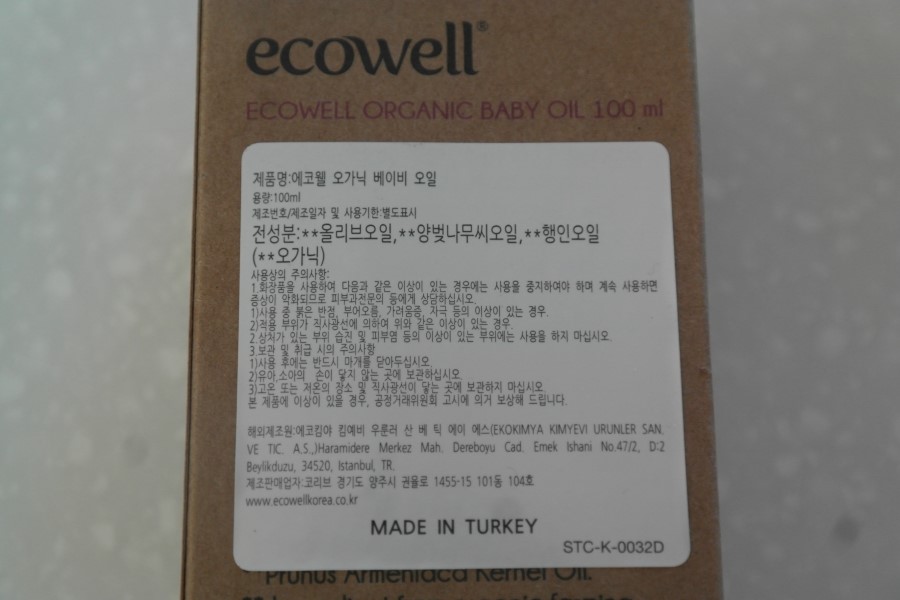 ecowell®
ECOWELL ORGANIC BABY OIL 100 ml
제품명:에코웰 오가닉 베이비 오일
용량:100ml
제조번호/제조일자 및 사용기한:별도표시
전성분:**올리브오일,**양벚나무씨오일,**행인오일
(**오가닉)
사용상의 주의사항:
1.화장품을 사용하여 다음과 같은 이상이 있는 경우에는 사용을 중지하여야 하며 계속 사용하면
증상이 악화되므로 피부과전문의 등에게 상담하십시오.
1)사용 중 붉은 반점, 부어오름, 가려움증, 자극 등의 이상이 있는 경우.
2)적용 부위가 직사광선에 의하여 위와 같은 이상이 있는 경우.
2.상처가 있는 부위 습진 및 피부염 등의 이상이 있는 부위에는 사용을 하지 마십시오.
3.보관 및 취급 시의 주의사항
1)사용 후에는 반드시 마개를 닫아두십시오.
2)유아,소아의 손이 닿지 않는 곳에 보관하십시오.
3)고온 또는 저온의 장소 및 직사광선이 닿는 곳에 보관하지 마십시오.
본 제품에 이상이 있을 경우, 공정거래위원회 고시에 의거 보상해 드립니다.
해외제조원:에코킴야 킴예비 우룬러 산 베 틱 에이 에스(EKOKIMYA KIMYEVI URUNLER SAN.
VE TIC. A.S.,)Haramidere Merkez Mah. Dereboyu Cad. Emek Ishani No.47/2, D:2
Beylikduzu, 34520, Istanbul, TR.
제조판매업자:코리브 경기도 양주시 권율로 1455-15 101동 104호
www.ecowellkorea.co.kr
MADE IN TURKEY
STC-K-0032D
**Prunus Armeniaca Kernel Oil.